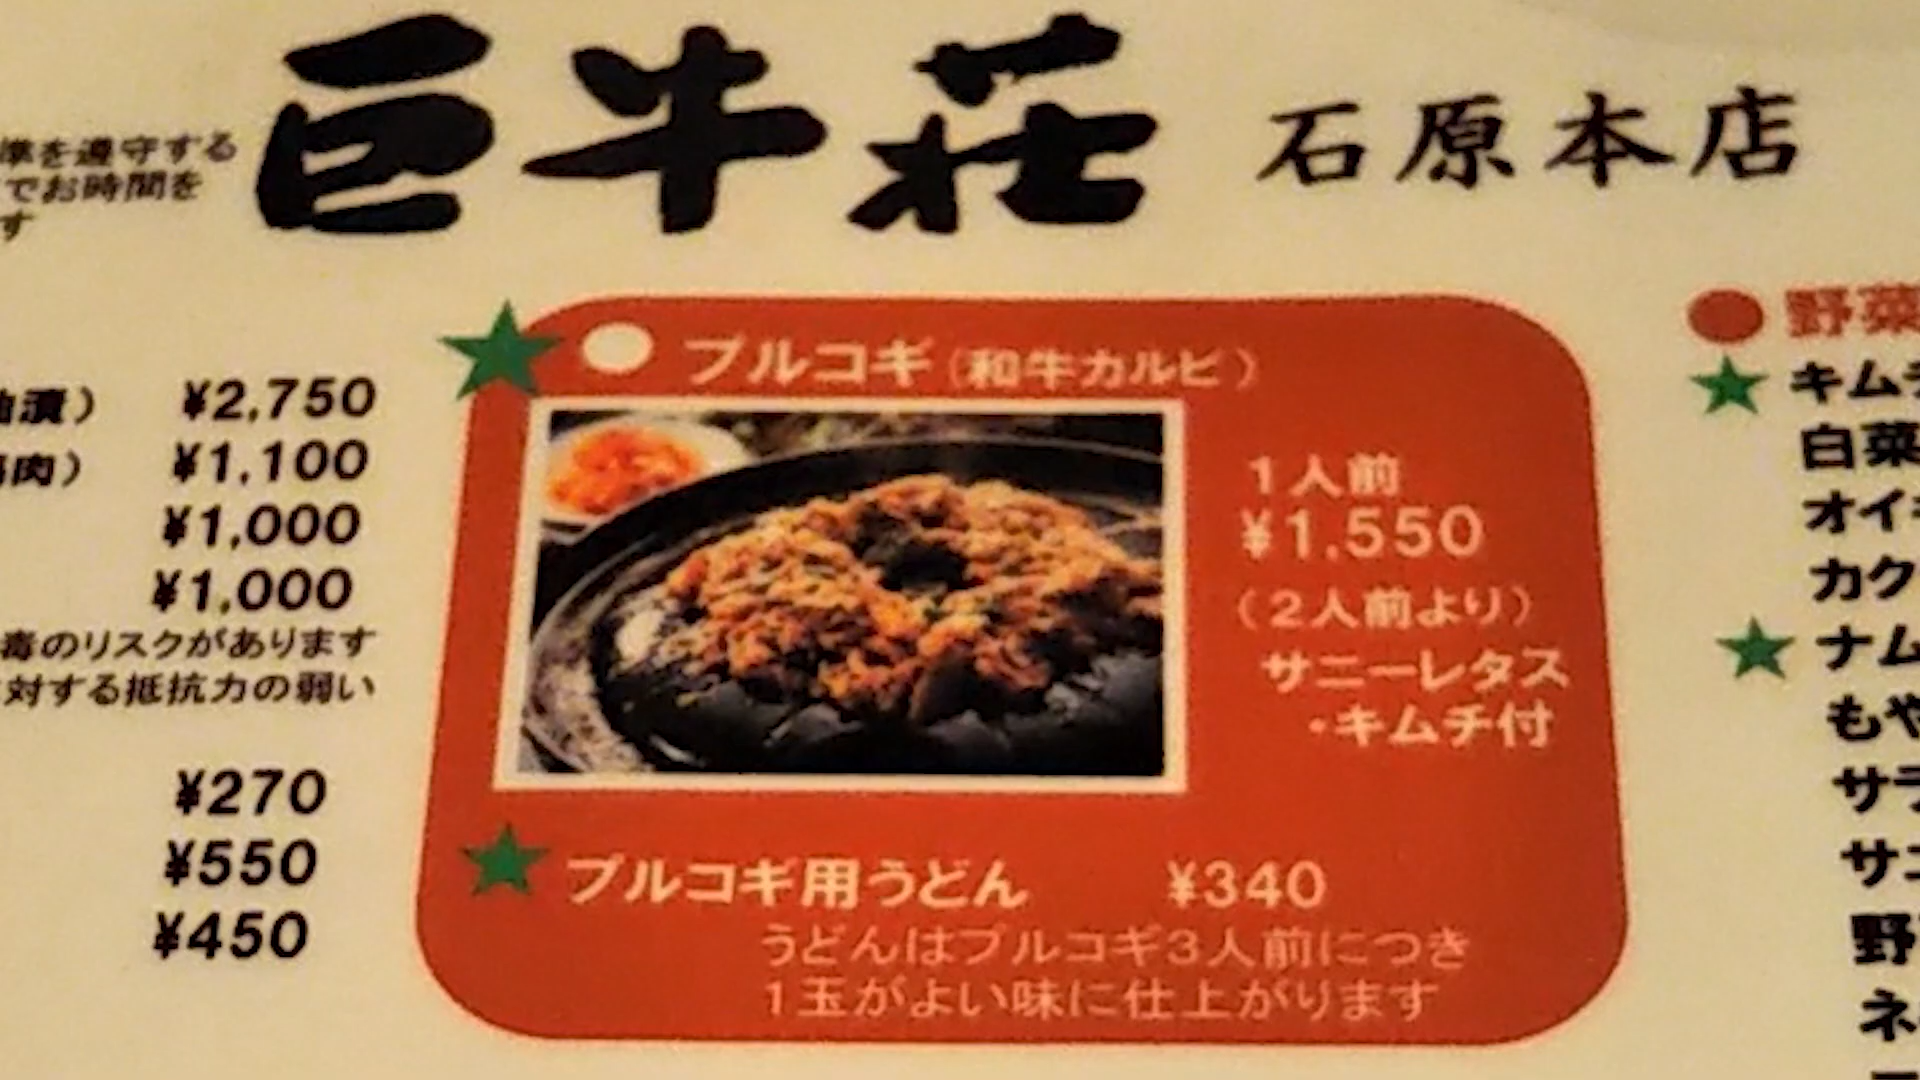 巨牛荘 石原本店
準を遵守する
でお時間を
す
油漬） ¥2,750
肉） ¥1,100
¥1,000
¥1,000
毒のリスクがあります
対する抵抗力の弱い
¥270
¥550
¥450
プルコギ（和牛カルビ）
1人前
¥1,550
（2人前より）
サニーレタス
・キムチ付
プルコギ用うどん ¥340
うどんはプルコギ3人前につき
1玉がよい味に仕上がります
野菜
キムチ
白菜
オイキ
カク
ナム
もや
サラ
サニ
野
ネ